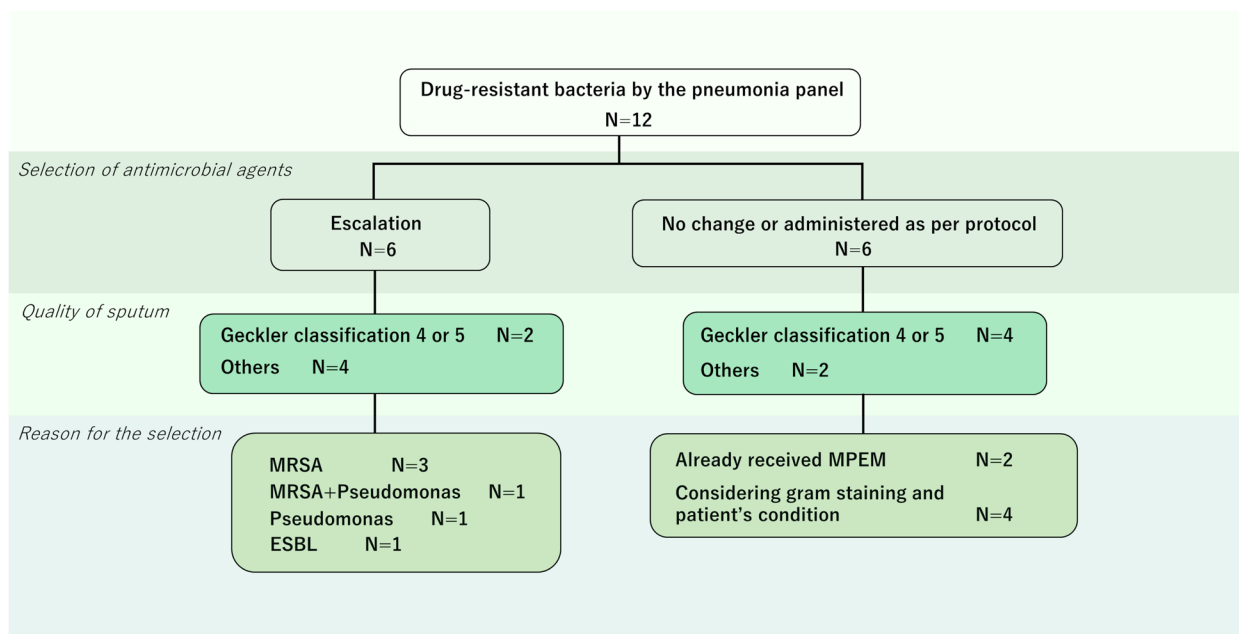 Drug-resistant bacteria by the pneumonia panel
N=12
Selection of antimicrobial agents
Escalation
N=6
No change or administered as per protocol
N=6
Quality of sputum
Geckler classification 4 or 5 N=2
Others N=4
Geckler classification 4 or 5 N=4
Others N=2
Reason for the selection
MRSA N=3
MRSA+Pseudomonas N=1
Pseudomonas N=1
ESBL N=1
Already received MPEM N=2
Considering gram staining and
patient's condition N=4